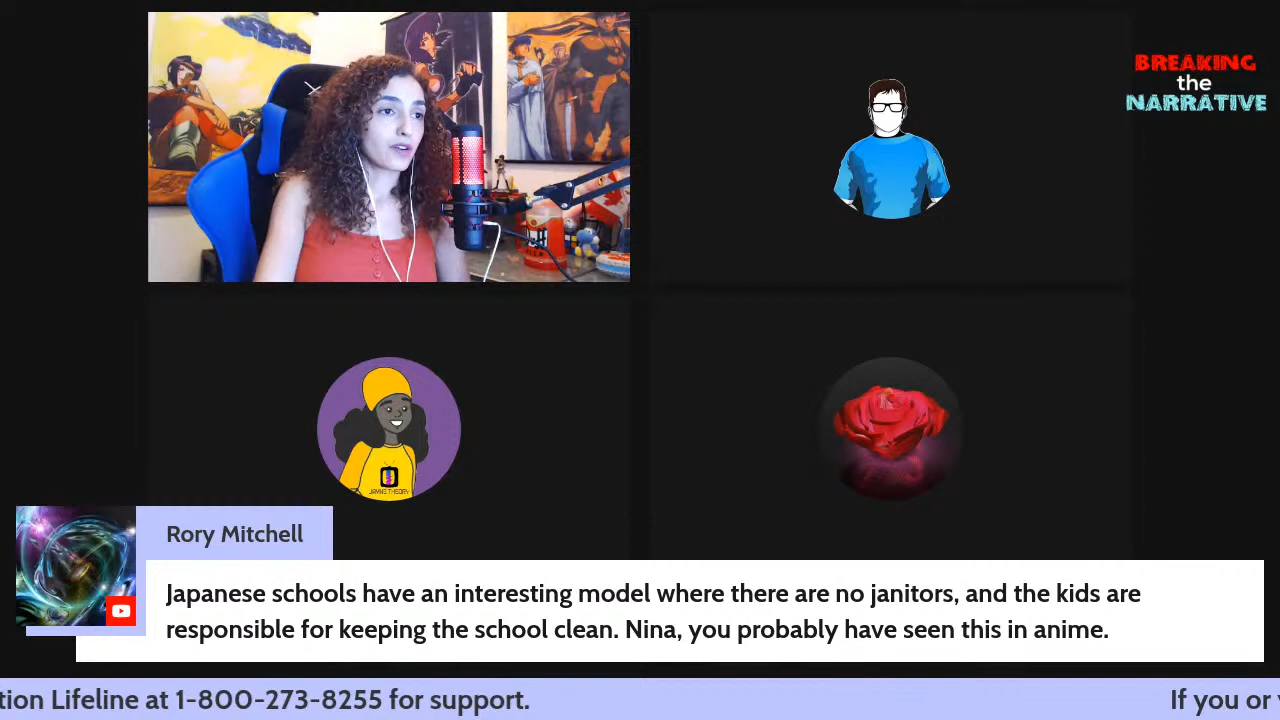 BREAKING
the
NARRATIVE
JAYNE THEORY
Rory Mitchell
Japanese schools have an interesting model where there are no janitors, and the kids are
responsible for keeping the school clean. Nina, you probably have seen this in anime.
tion Lifeline at 1-800-273-8255 for support.
If you or